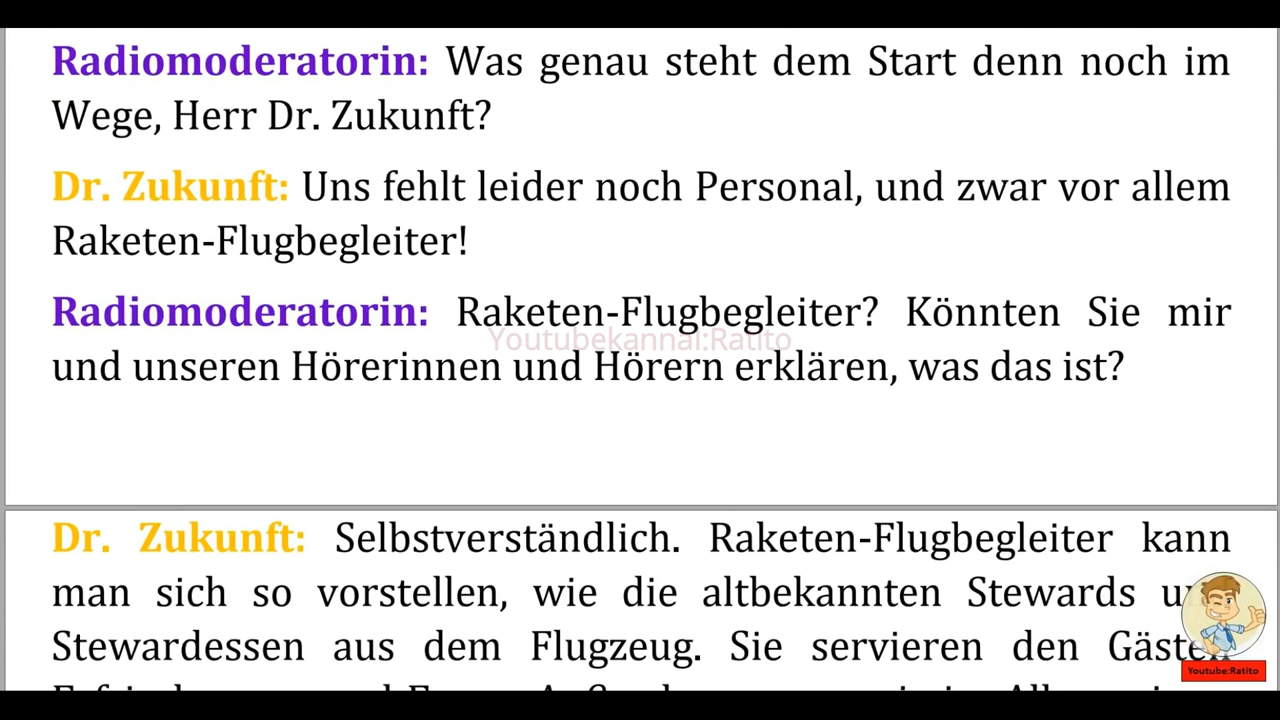 Radiomoderatorin: Was genau steht dem Start denn noch im
Wege, Herr Dr. Zukunft?
Dr. Zukunft: Uns fehlt leider noch Personal, und zwar vor allem
Raketen-Flugbegleiter!
Radiomoderatorin: Raketen-Flugbegleiter? Könnten Sie mir
Youtubekannal:Ratito
und unseren Hörerinnen und Hörern erklären, was das ist?
Dr. Zukunft: Selbstverständlich. Raketen-Flugbegleiter kann
man sich so vorstellen, wie die altbekannten Stewards
Stewardessen aus dem Flugzeug. Sie servieren den Gästen
Youtube:Ratito